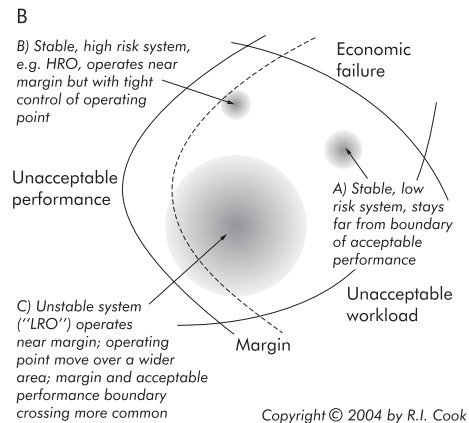 B
B) Stable, high risk system,
e.g. HRO, operates near
margin but with tight
control of operating
point
Economic
failure
Unacceptable
performance
A) Stable, low
risk system, stays
far from boundary
of acceptable
performance
Unacceptable
workload
C) Unstable system
("LRO") operates
near margin; operating
point move over a wider
area; margin and acceptable
performance boundary
crossing more common
Margin
Copyright © 2004 by R.I. Cook